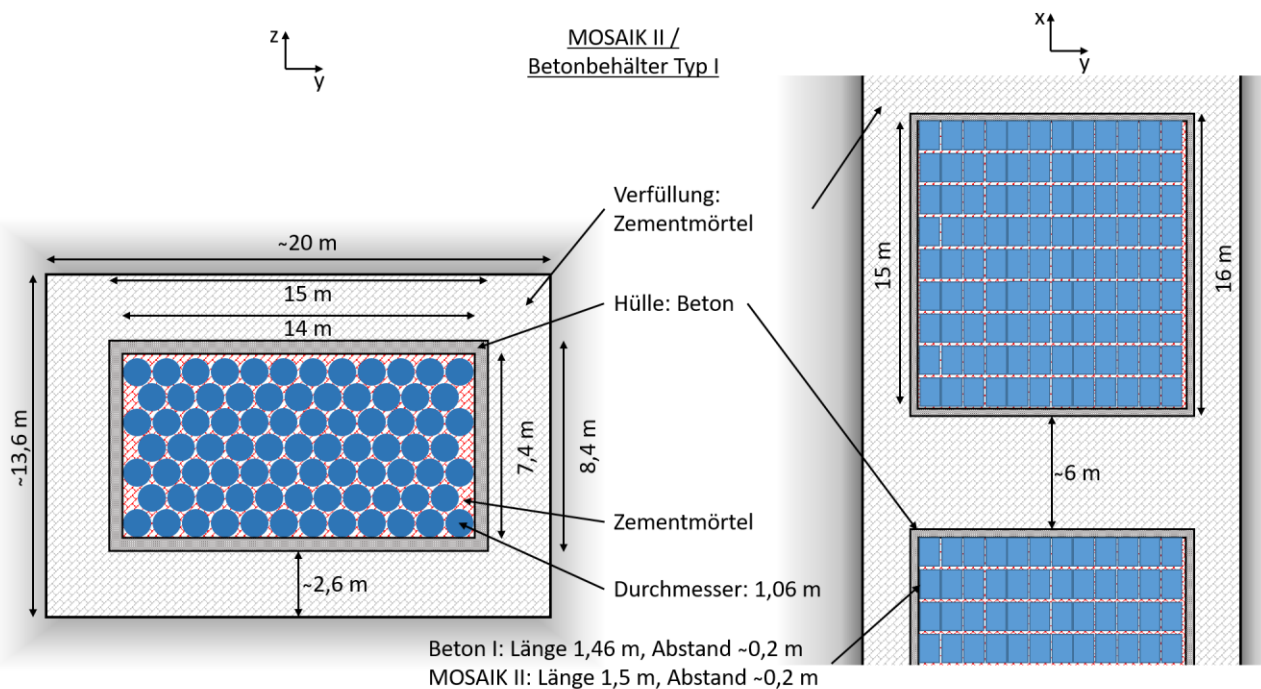 MOSAIK II /
Betonbehälter Typ I
z
y
x
y
~20 m
15 m
14 m
~13,6 m
7,4 m
8,4 m
~2,6 m
Verfüllung:
Zementmörtel
Hülle: Beton
Zementmörtel
Durchmesser: 1,06 m
Beton I: Länge 1,46 m, Abstand ~0,2 m
MOSAIK II: Länge 1,5 m, Abstand ~0,2 m
15 m
16 m
~6 m